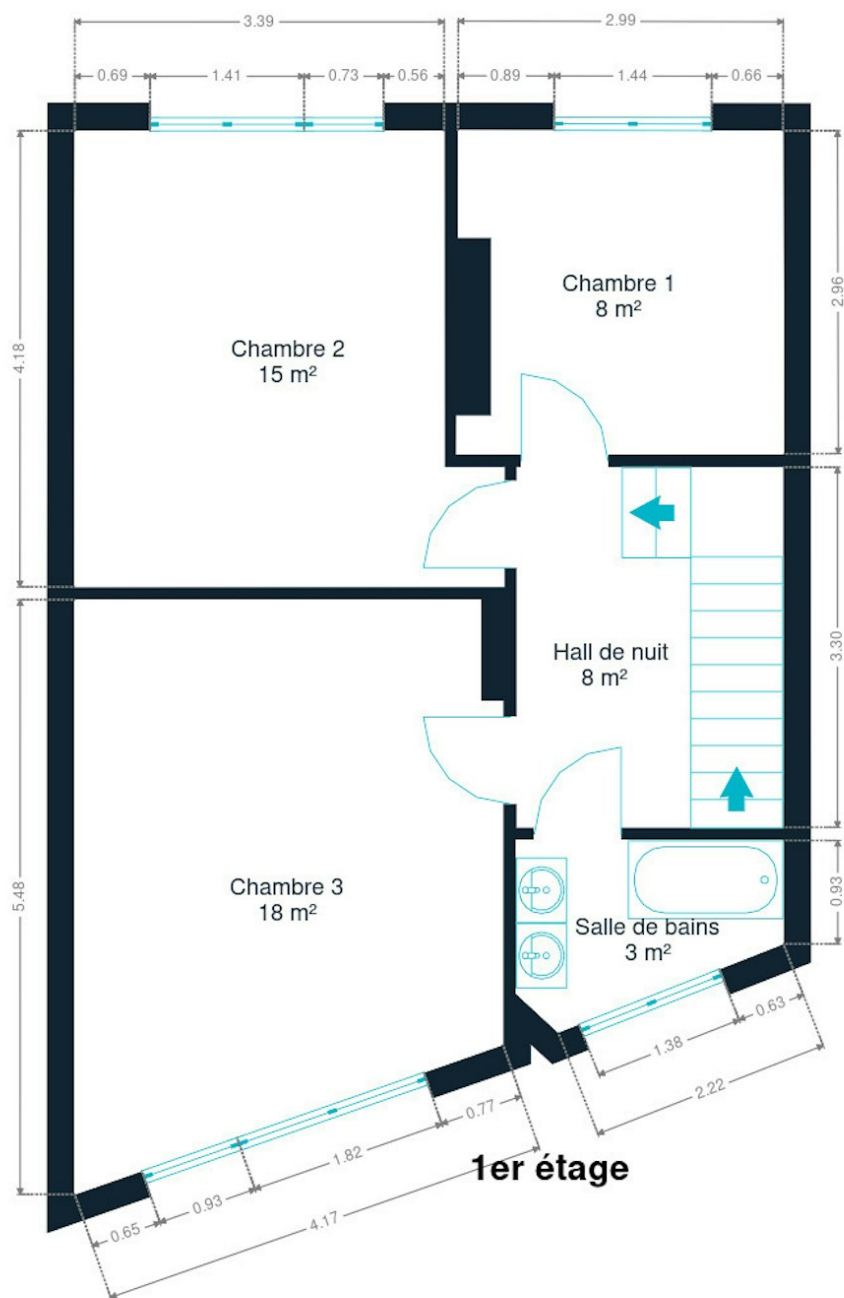 3.39
2.99
0.69
1.41
0.73
0.56
0.89
1.44
0.66
4.18
2.96
Chambre 1
8 m²
Chambre 2
15 m²
3.30
Hall de nuit
8 m²
5.48
Chambre 3
18 m²
0.93
Salle de bains
3 m²
1.38
0.63
2.22
0.77
1.82
0.93
0.65
4.17
1er étage